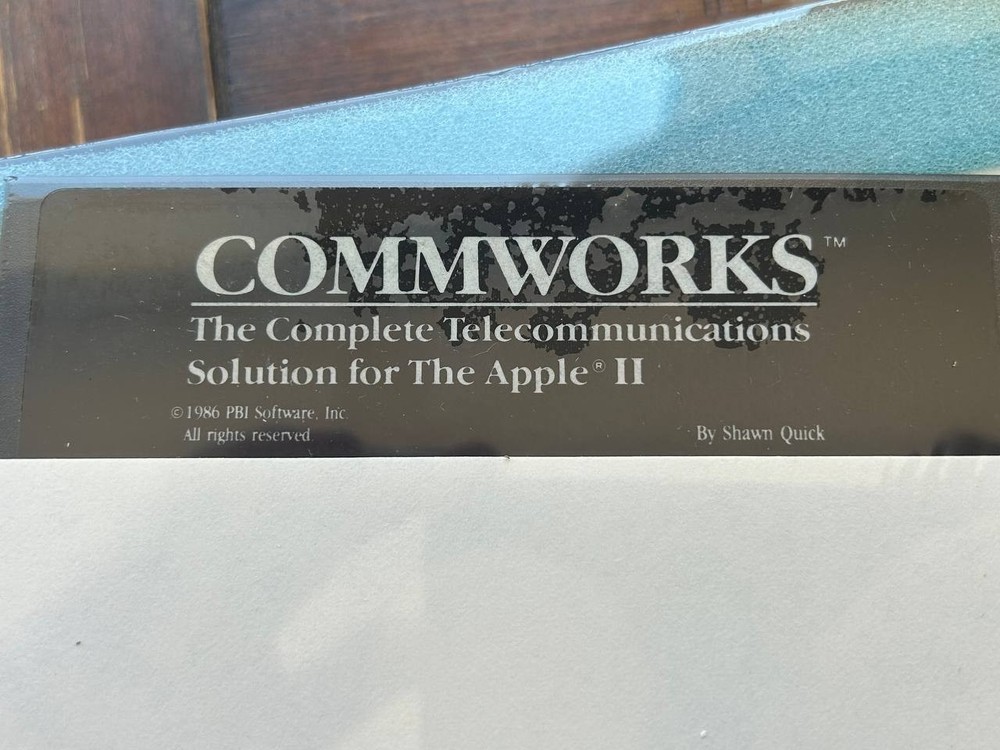 COMMWORKS™
The Complete Telecommunications
Solution for The Apple® II
©1986 PBI Software, Inc.
All rights reserved.
By Shawn Quick